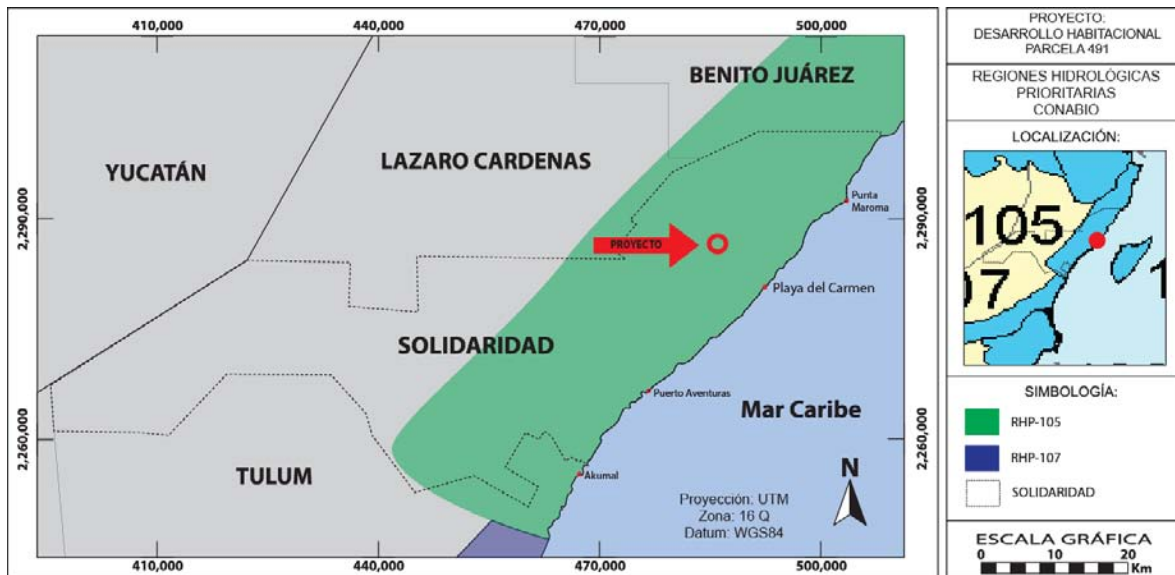 410,000
440,000
470,000
500,000
BENITO JUÁREZ
YUCATÁN
LAZARO CARDENAS
2,290,000
2,290,000
Punta
Maroma
PROYECTO
Playa del Carmen
SOLIDARIDAD
Puerto Aventuras
Mar Caribe
2,260,000
2,260,000
TULUM
Akumal
N
Proyección: UTM
Zona: 16 Q
Datum: WGS84
410,000
440,000
470,000
500,000
PROYECTO:
DESARROLLO HABITACIONAL
PARCELA 491
REGIONES HIDROLÓGICAS
PRIORITARIAS
CONABIO
LOCALIZACIÓN:
105
07
1
SIMBOLOGÍA:
RHP-105
RHP-107
SOLIDARIDAD
ESCALA GRÁFICA
0 10 20
Km